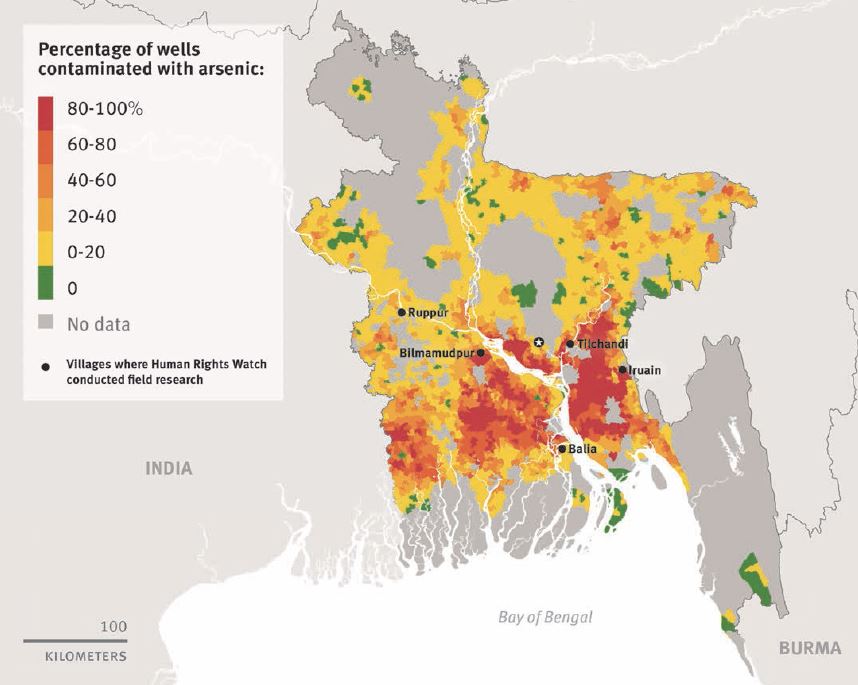 Percentage of wells
contaminated with arsenic:
80-100%
60-80
40-60
20-40
0-20
0
No data
Villages where Human Rights Watch
conducted field research
Ruppur
Bilmamudpur
Tilchandi
Iruain
Balia
INDIA
Bay of Bengal
BURMA
100
KILOMETERS